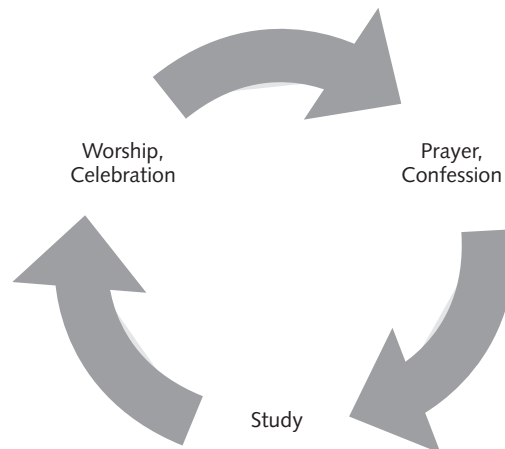 Worship,
Celebration
Prayer,
Confession
Study